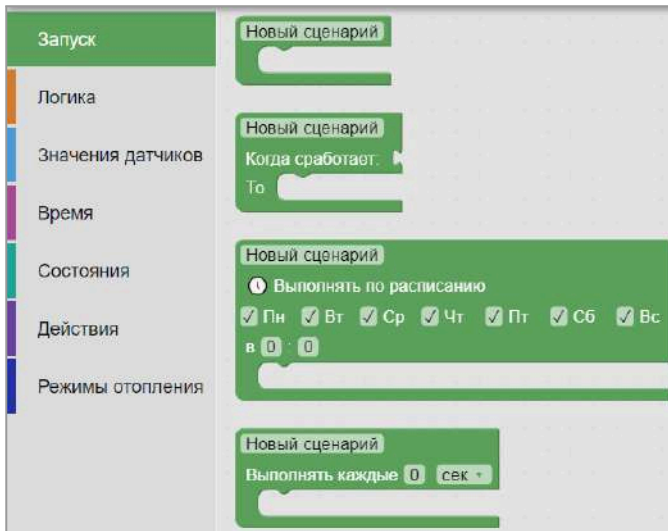 Запуск
Логика
Значения датчиков
Время
Состояния
Действия
Режимы отопления
Новый сценарий
Новый сценарий
Когда сработает:
То
Новый сценарий
Выполнять по расписанию
Пн Вт Ср Чт Пт Сб Вс
в 0 : 0
Новый сценарий
Выполнять каждые 0 сек